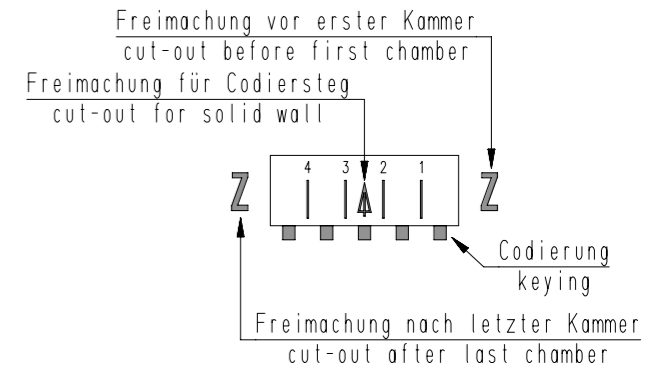 Freimachung vor erster Kammer
cut-out before first chamber
Freimachung für Codiersteg
cut-out for solid wall
4 3 2 1
Z Z
Codierung
keying
Freimachung nach letzter Kammer
cut-out after last chamber